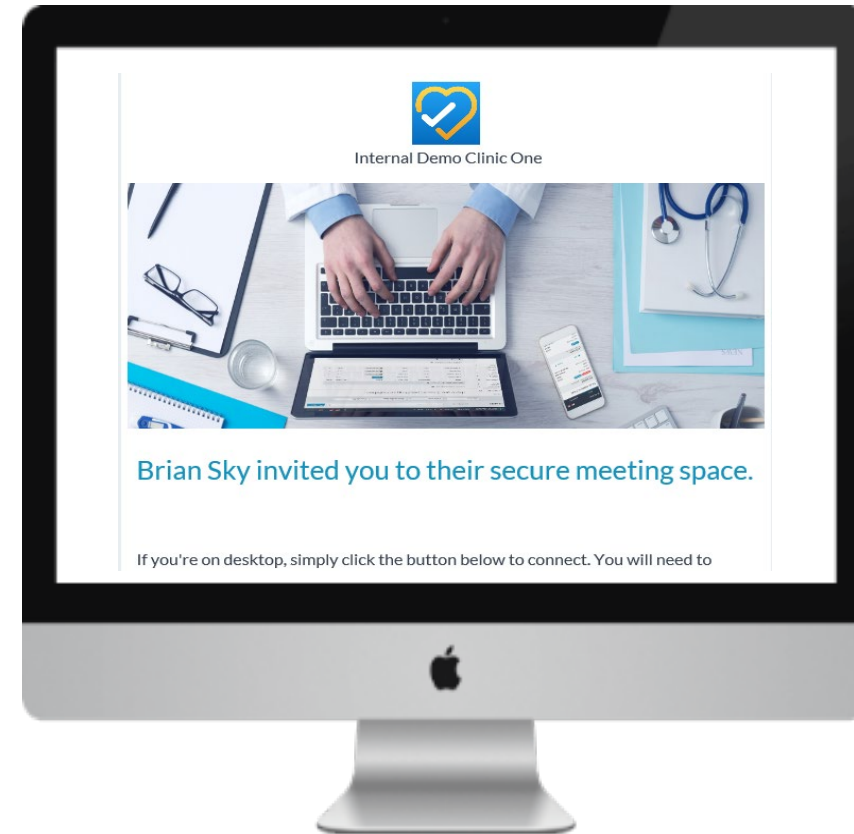 Internal Demo Clinic One
Brian Sky invited you to their secure meeting space.
If you're on desktop, simply click the button below to connect. You will need to